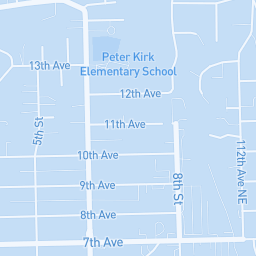 Peter Kirk
Elementary School
13th Ave
12th Ave
11th Ave
5th St
10th Ave
112th Ave NE
9th Ave
8th St
8th Ave
7th Ave